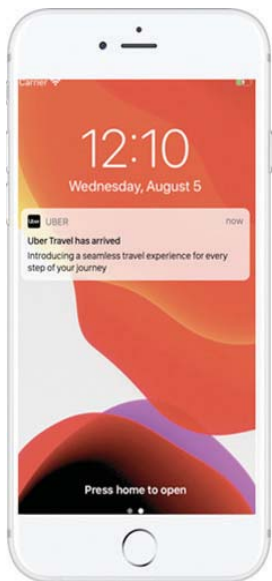 Carrier
12:10
Wednesday, August 5
Uber UBER now
Uber Travel has arrived
Introducing a seamless travel experience for every
step of your journey
Press home to open